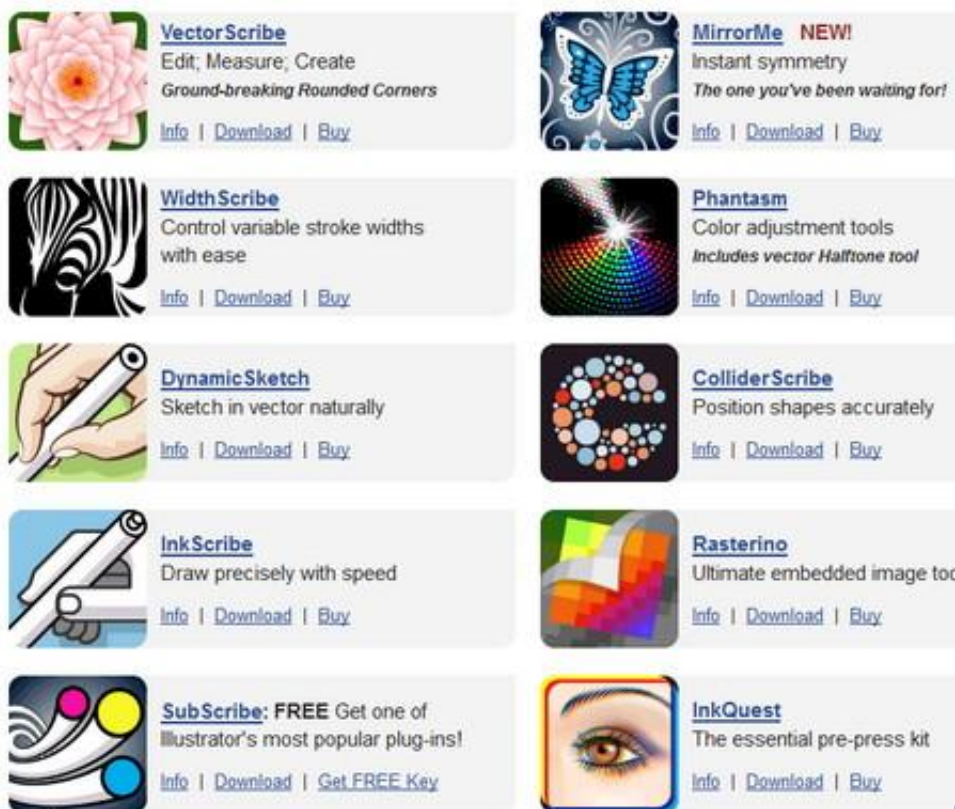 VectorScribe
Edit; Measure; Create
Ground-breaking Rounded Corners
Info | Download | Buy
MirrorMe NEW!
Instant symmetry
The one you've been waiting for!
Info | Download | Buy
WidthScribe
Control variable stroke widths
with ease
Info | Download | Buy
Phantasm
Color adjustment tools
Includes vector Halftone tool
Info | Download | Buy
DynamicSketch
Sketch in vector naturally
Info | Download | Buy
ColliderScribe
Position shapes accurately
Info | Download | Buy
InkScribe
Draw precisely with speed
Info | Download | Buy
Rasterino
Ultimate embedded image
Info | Download | Buy
SubScribe: FREE Get one of
Illustrator's most popular plug-ins!
Info | Download | Get FREE Key
InkQuest
The essential pre-press kit
Info | Download | Buy